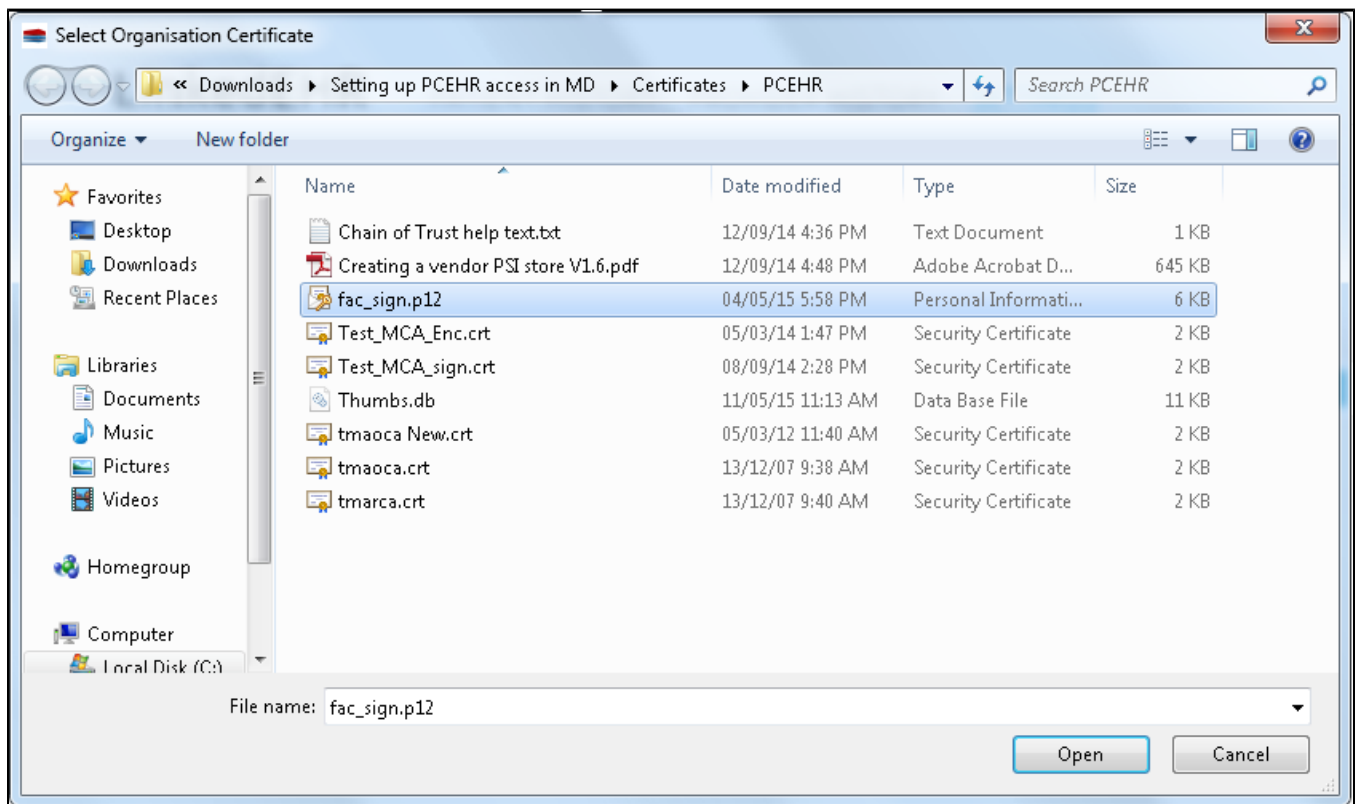 Select Organisation Certificate
« Downloads ▸ Setting up PCEHR access in MD ▸ Certificates ▸ PCEHR Search PCEHR
Organize New folder
Favorites
Desktop
Downloads
Recent Places
Libraries
Documents
Music
Pictures
Videos
Homegroup
Computer
Local Disk (C:)
Name Date modified Type Size
Chain of Trust help text.txt 12/09/14 4:36 PM Text Document 1 KB
Creating a vendor PSI store V1.6.pdf 12/09/14 4:48 PM Adobe Acrobat D... 645 KB
fac_sign.p12 04/05/15 5:58 PM Personal Informati... 6 KB
Test_MCA_Enc.crt 05/03/14 1:47 PM Security Certificate 2 KB
Test_MCA_sign.crt 08/09/14 2:28 PM Security Certificate 2 KB
Thumbs.db 11/05/15 11:13 AM Data Base File 11 KB
tmaoca New.crt 05/03/12 11:40 AM Security Certificate 2 KB
tmaoca.crt 13/12/07 9:38 AM Security Certificate 2 KB
tmarca.crt 13/12/07 9:40 AM Security Certificate 2 KB
File name: fac_sign.p12
Open Cancel